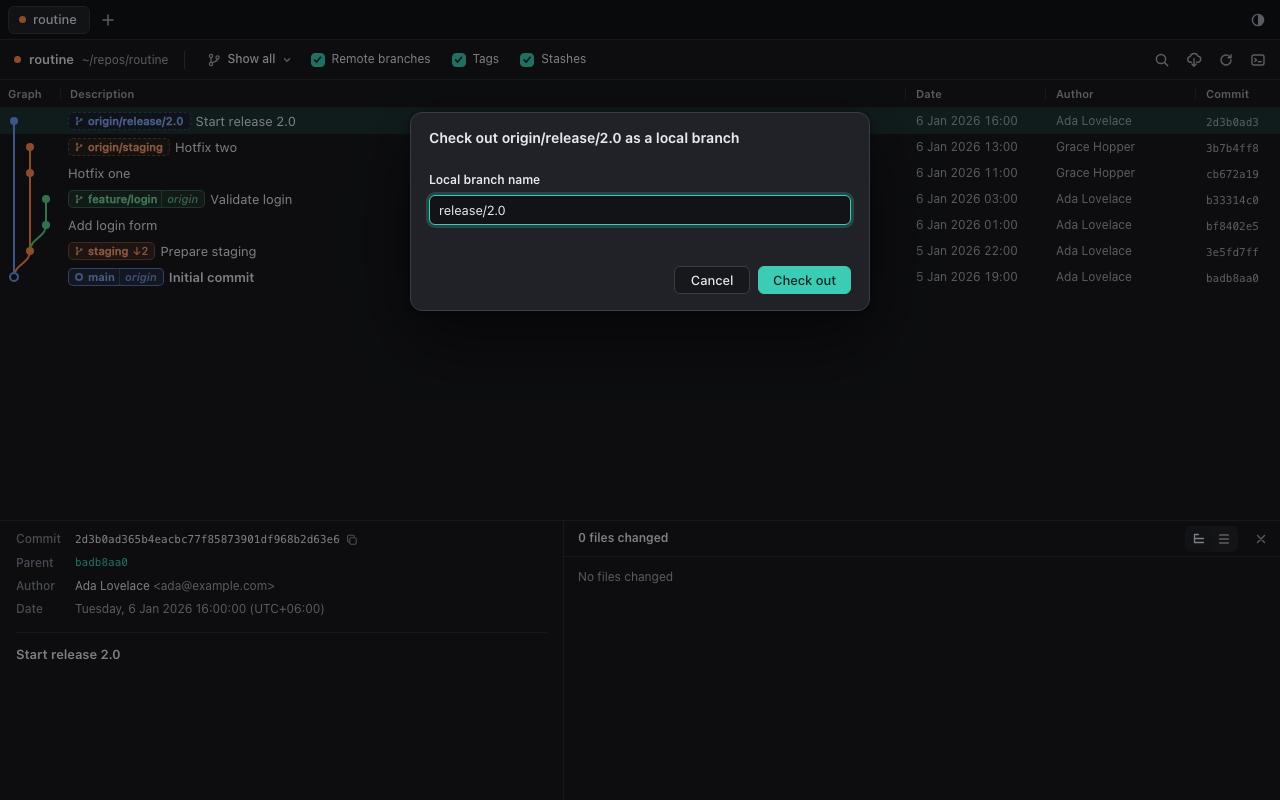 routine
routine ~/repos/routine Show all Remote branches Tags Stashes
Graph Description Date Author Commit
origin/release/2.0 Start release 2.0 6 Jan 2026 16:00 Ada Lovelace 2d3b0ad3
origin/staging Hotfix two 6 Jan 2026 13:00 Grace Hopper 3b7b4ff8
Hotfix one 6 Jan 2026 11:00 Grace Hopper cb672a19
feature/login origin Validate login 6 Jan 2026 03:00 Ada Lovelace b33314c0
Add login form 6 Jan 2026 01:00 Ada Lovelace bf8402e5
staging ↓2 Prepare staging 5 Jan 2026 22:00 Ada Lovelace 3e5fd7ff
main origin Initial commit 5 Jan 2026 19:00 Ada Lovelace badb8aa0
Check out origin/release/2.0 as a local branch
Local branch name
release/2.0
Cancel Check out
Commit 2d3b0ad365b4eacbc77f85873901df968b2d63e6
Parent badb8aa0
Author Ada Lovelace <ada@example.com>
Date Tuesday, 6 Jan 2026 16:00:00 (UTC+06:00)
Start release 2.0
0 files changed
No files changed